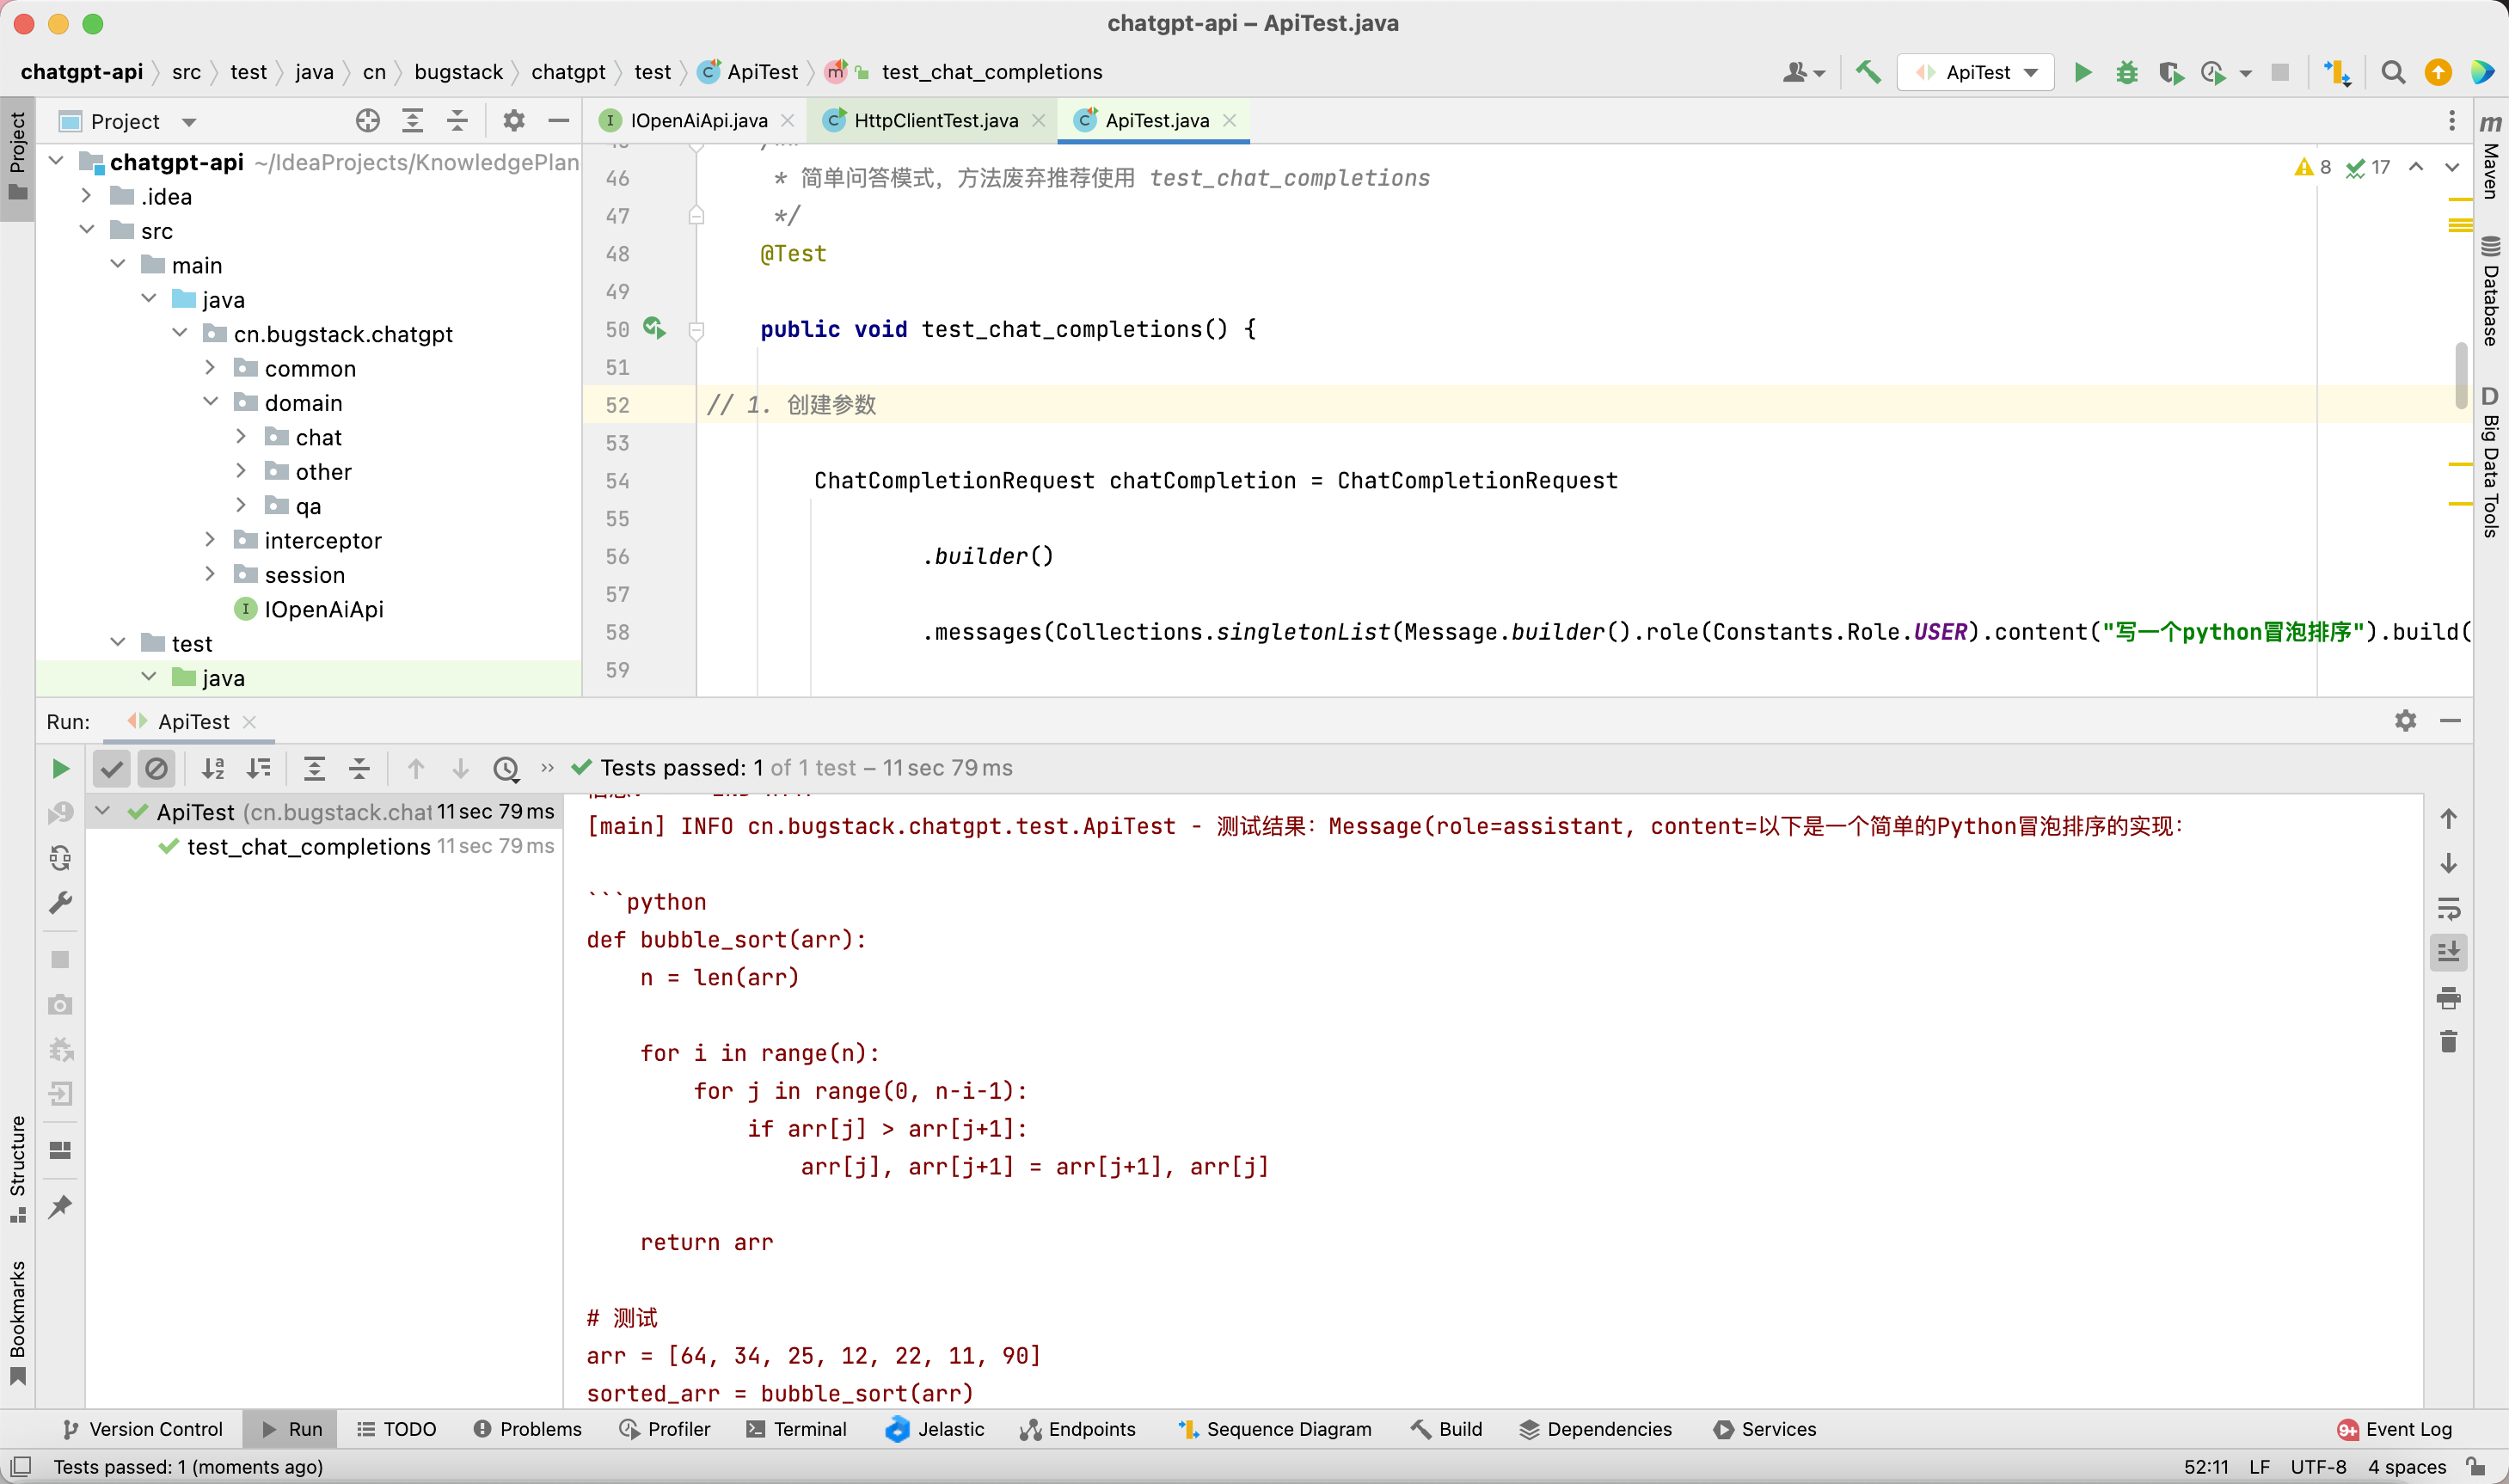 chatgpt-api – ApiTest.java
chatgpt-api src test java cn bugstack chatgpt test ApiTest test_chat_completions
ApiTest
Project
IOpenAiApi.java
HttpClientTest.java
ApiTest.java
chatgpt-api ~/IdeaProjects/KnowledgePlan
.idea
src
main
java
cn.bugstack.chatgpt
common
domain
chat
other
qa
interceptor
session
IOpenAiApi
test
java
8 17
46 * 简单问答模式，方法废弃推荐使用 test_chat_completions
47 */
48 @Test
49
50 public void test_chat_completions() {
51
52 // 1. 创建参数
53
54 ChatCompletionRequest chatCompletion = ChatCompletionRequest
55
56 .builder()
57
58 .messages(Collections.singletonList(Message.builder().role(Constants.Role.USER).content("写一个python冒泡排序").build(
59
Project
Structure
Bookmarks
Maven
Database
Big Data Tools
Run: ApiTest
Tests passed: 1 of 1 test – 11 sec 79 ms
ApiTest (cn.bugstack.chat 11 sec 79 ms
test_chat_completions 11 sec 79 ms
[main] INFO cn.bugstack.chatgpt.test.ApiTest - 测试结果：Message(role=assistant, content=以下是一个简单的Python冒泡排序的实现：
```python
def bubble_sort(arr):
n = len(arr)
for i in range(n):
for j in range(0, n-i-1):
if arr[j] > arr[j+1]:
arr[j], arr[j+1] = arr[j+1], arr[j]
return arr
# 测试
arr = [64, 34, 25, 12, 22, 11, 90]
sorted_arr = bubble_sort(arr)
Version Control Run TODO Problems Profiler Terminal Jelastic Endpoints Sequence Diagram Build Dependencies Services 9+ Event Log
Tests passed: 1 (moments ago) 52:11 LF UTF-8 4 spaces